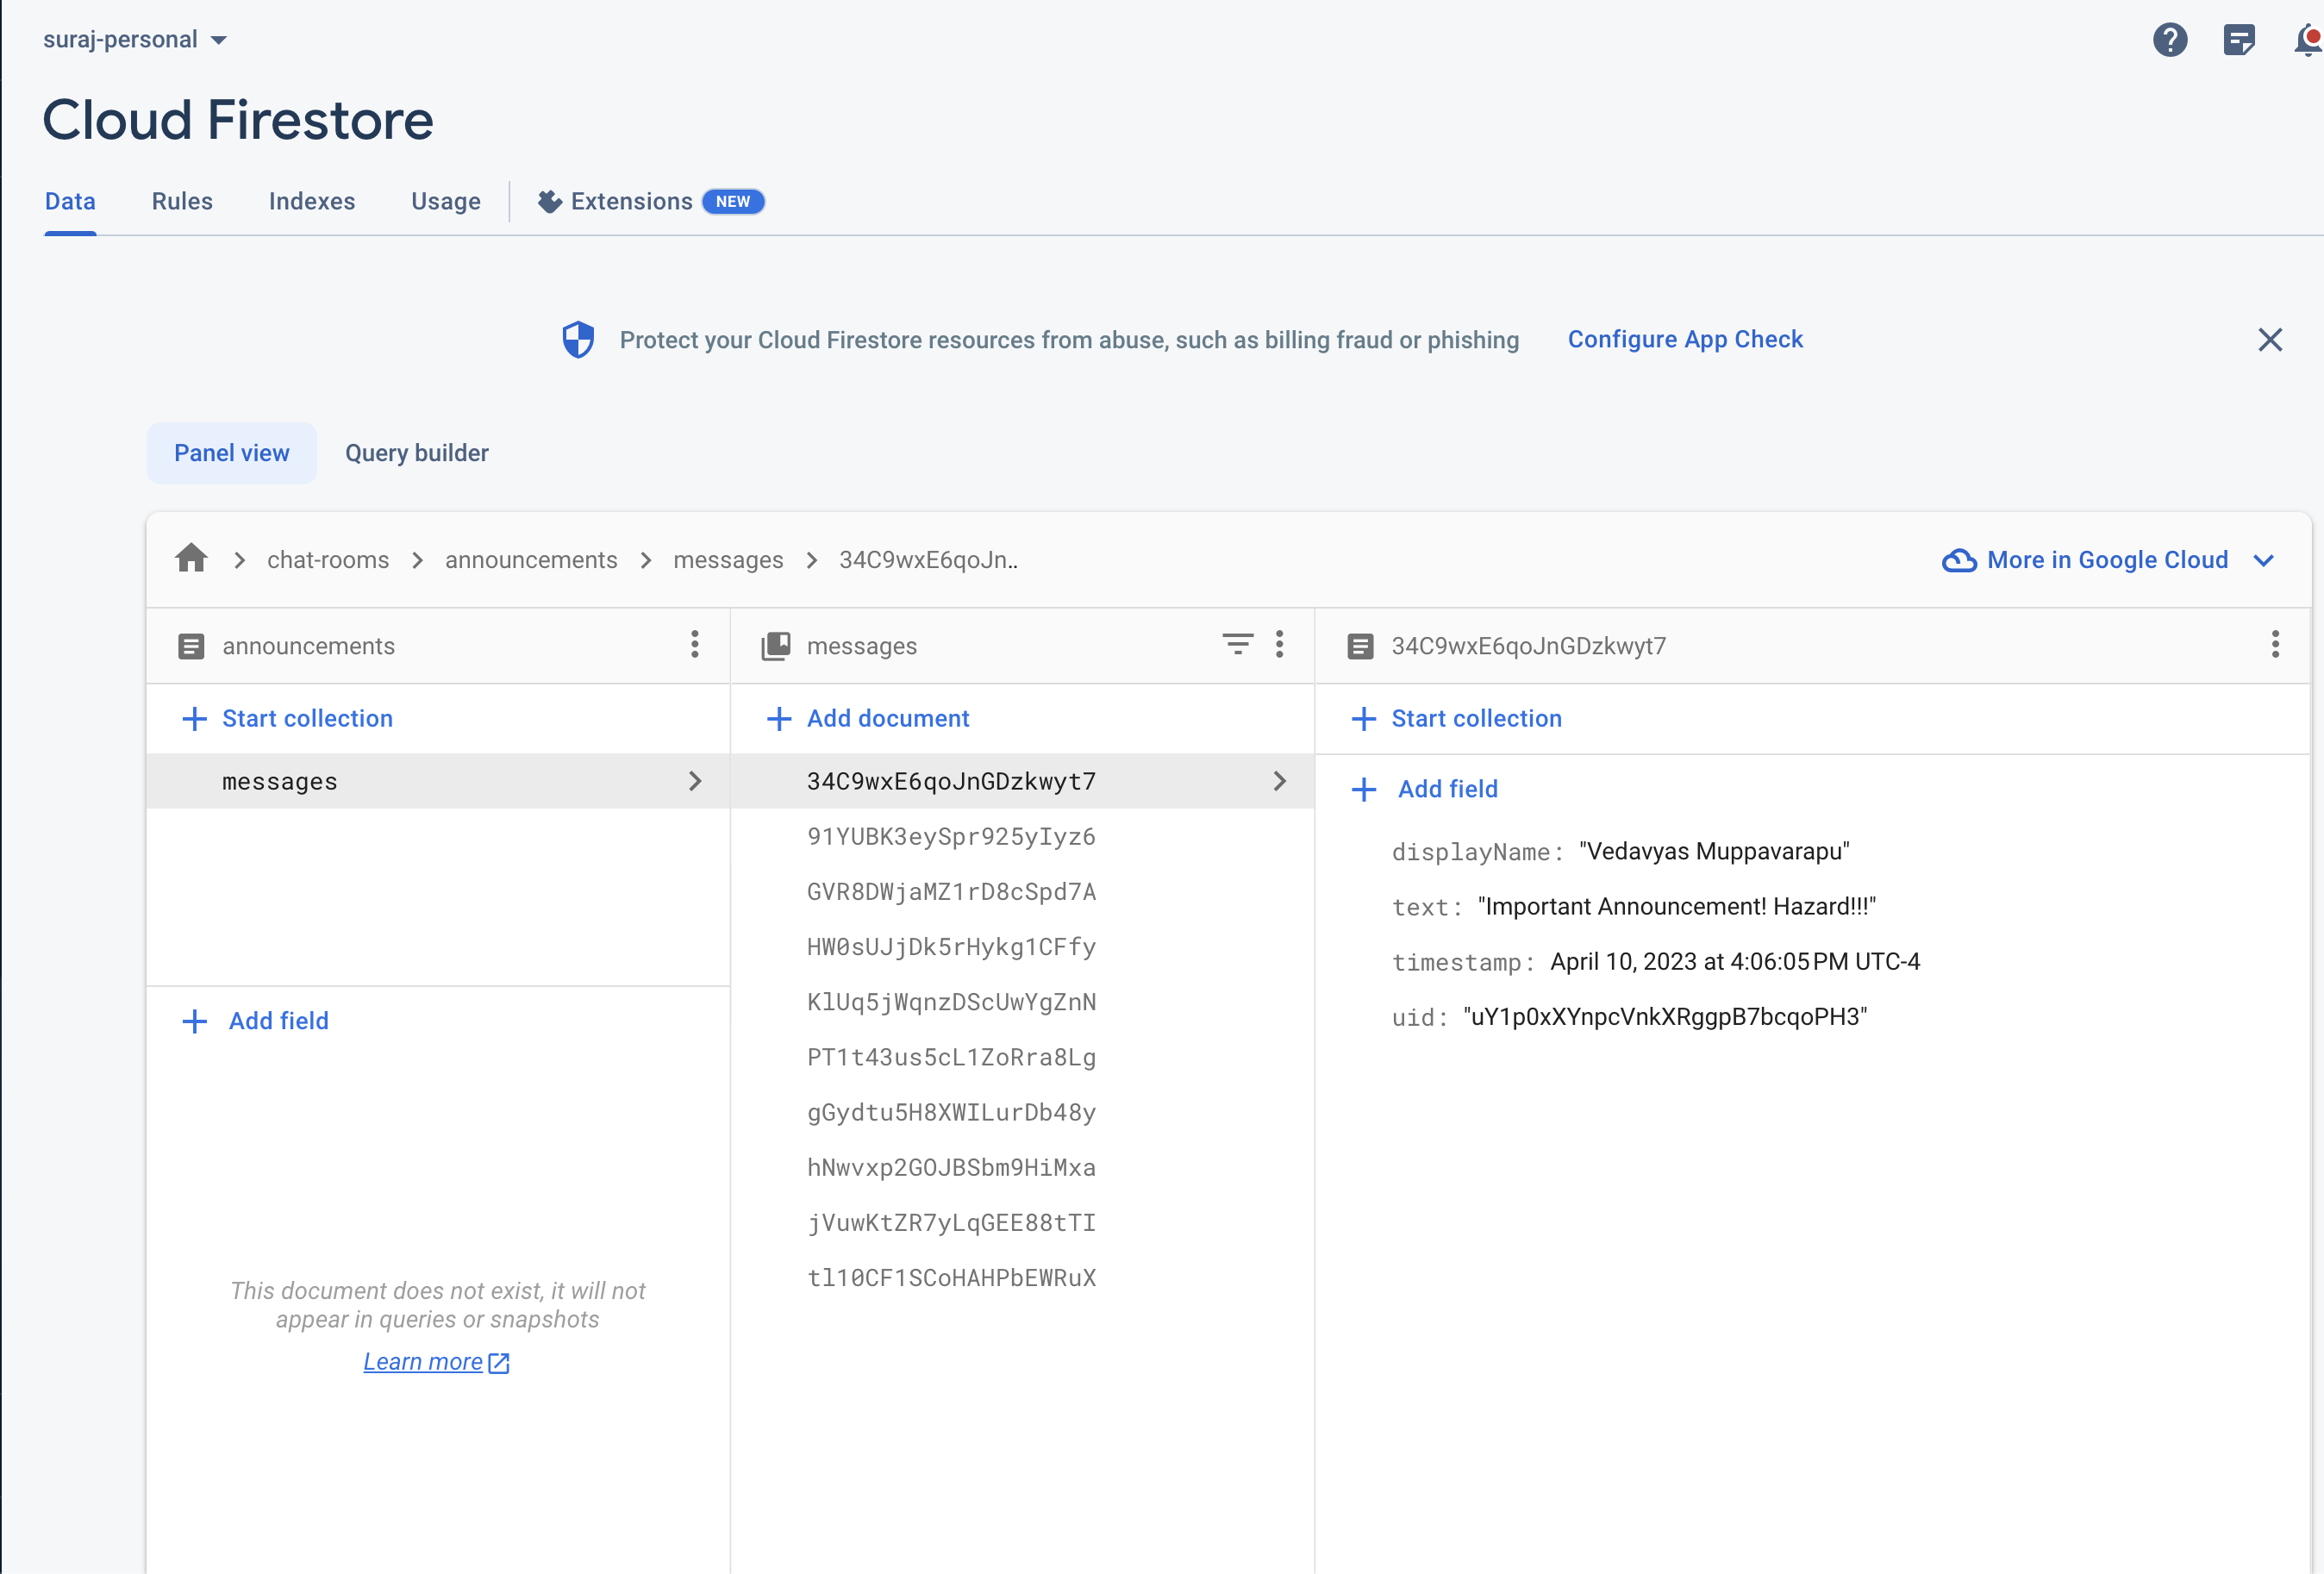 suraj-personal
Cloud Firestore
Data Rules Indexes Usage Extensions NEW
Protect your Cloud Firestore resources from abuse, such as billing fraud or phishing Configure App Check
Panel view Query builder
chat-rooms announcements messages 34C9wxE6qoJn..
More in Google Cloud
announcements
Start collection
messages
Add field
This document does not exist, it will not
appear in queries or snapshots
Learn more
messages
Add document
34C9wxE6qoJnGDzkwyt7
91YUBK3eySpr925yIyz6
GVR8DWjaMZ1rD8cSpd7A
HW0sUJjDk5rHykg1CFfy
KlUq5jWqnzDScUwYgZnN
PT1t43us5cL1ZoRra8Lg
gGydtu5H8XWILurDb48y
hNwvxp2GOJBSbm9HiMxa
jVuwKtZR7yLqGEE88tTI
tl10CF1SCoHAHPbEWRuX
34C9wxE6qoJnGDzkwyt7
Start collection
Add field
displayName: "Vedavyas Muppavarapu"
text: "Important Announcement! Hazard!!!"
timestamp: April 10, 2023 at 4:06:05 PM UTC-4
uid: "uY1p0xXYnpcVnkXRggpB7bcqoPH3"